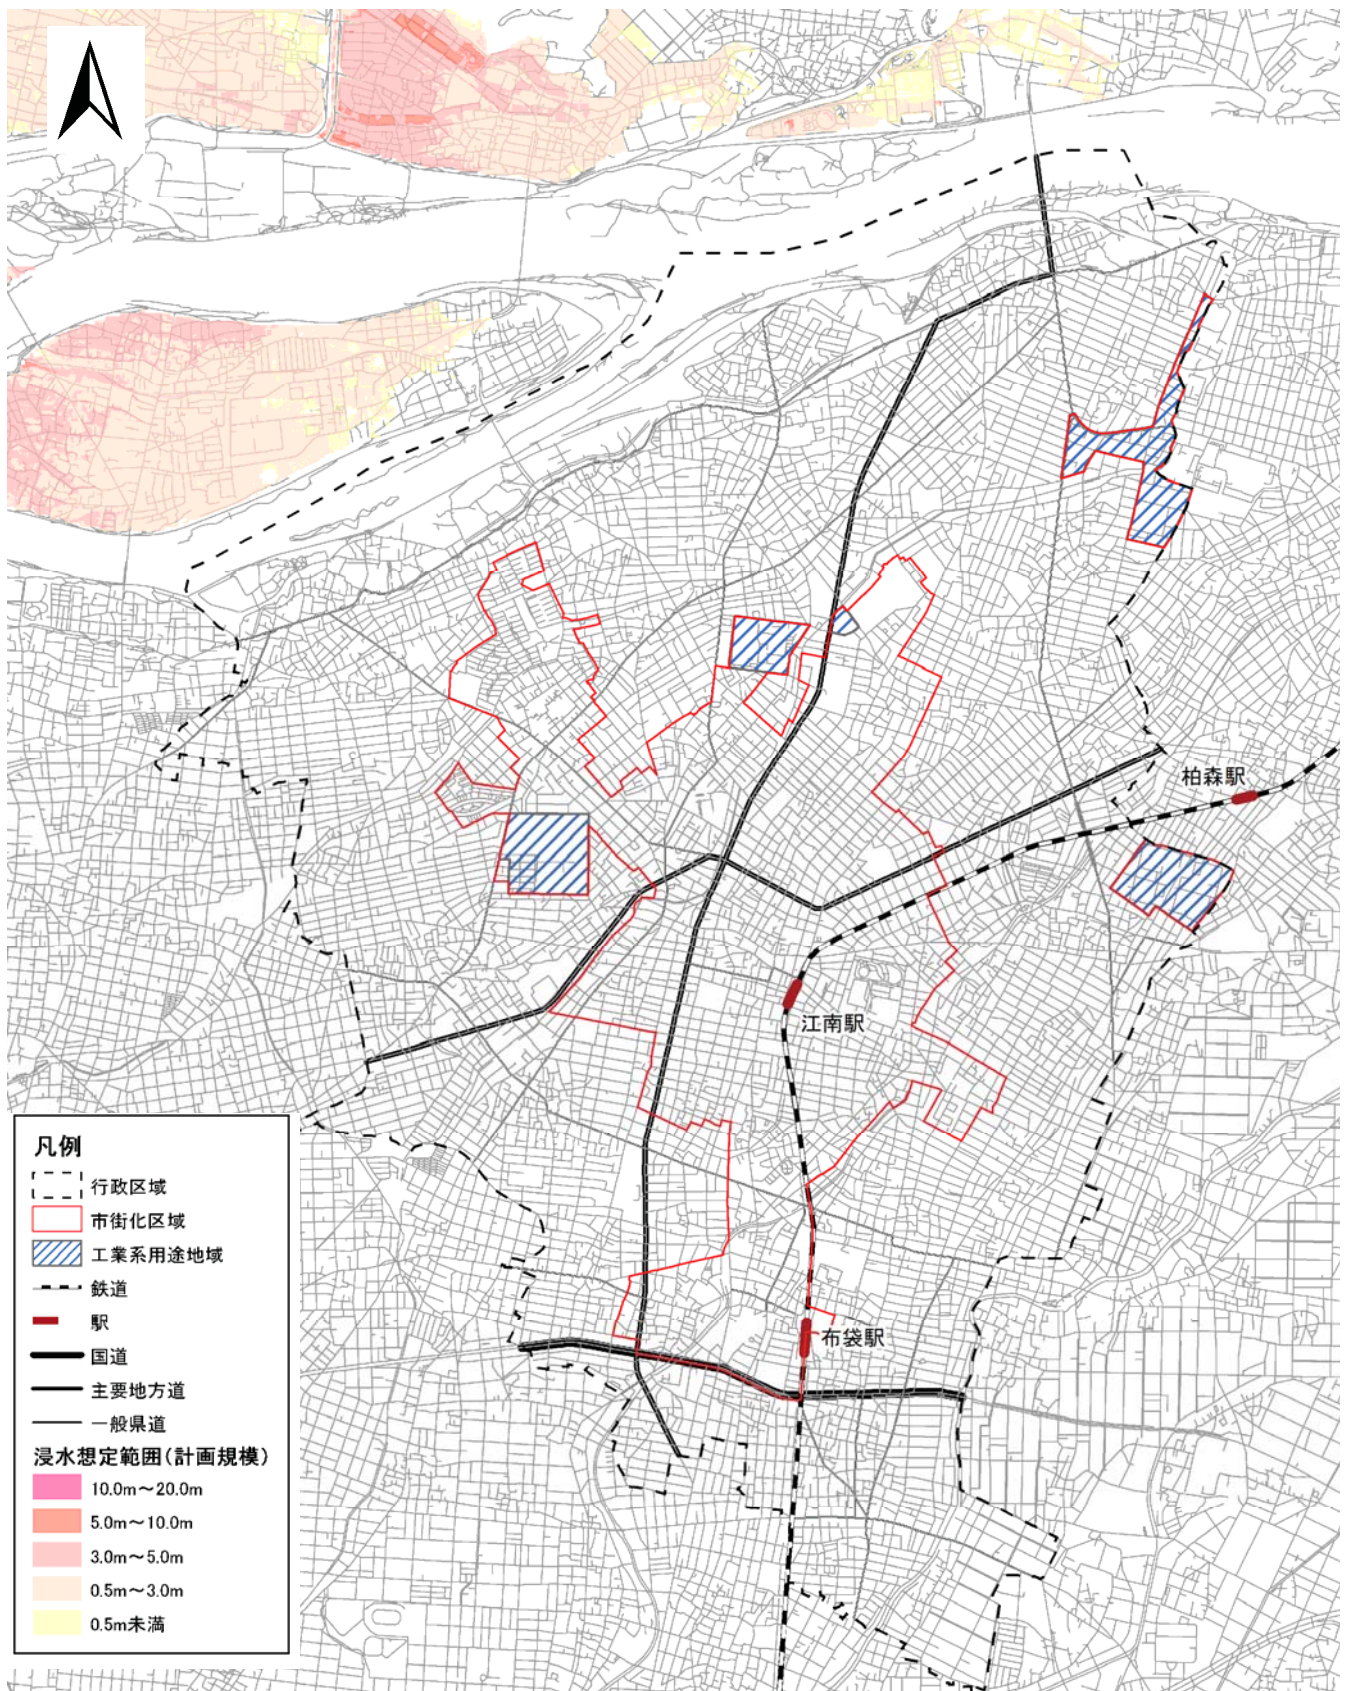 柏森駅
江南駅
布袋駅
凡例
行政区域
市街化区域
工業系用途地域
鉄道
駅
国道
主要地方道
一般県道
浸水想定範囲(計画規模)
10.0m～20.0m
5.0m～10.0m
3.0m～5.0m
0.5m～3.0m
0.5m未満